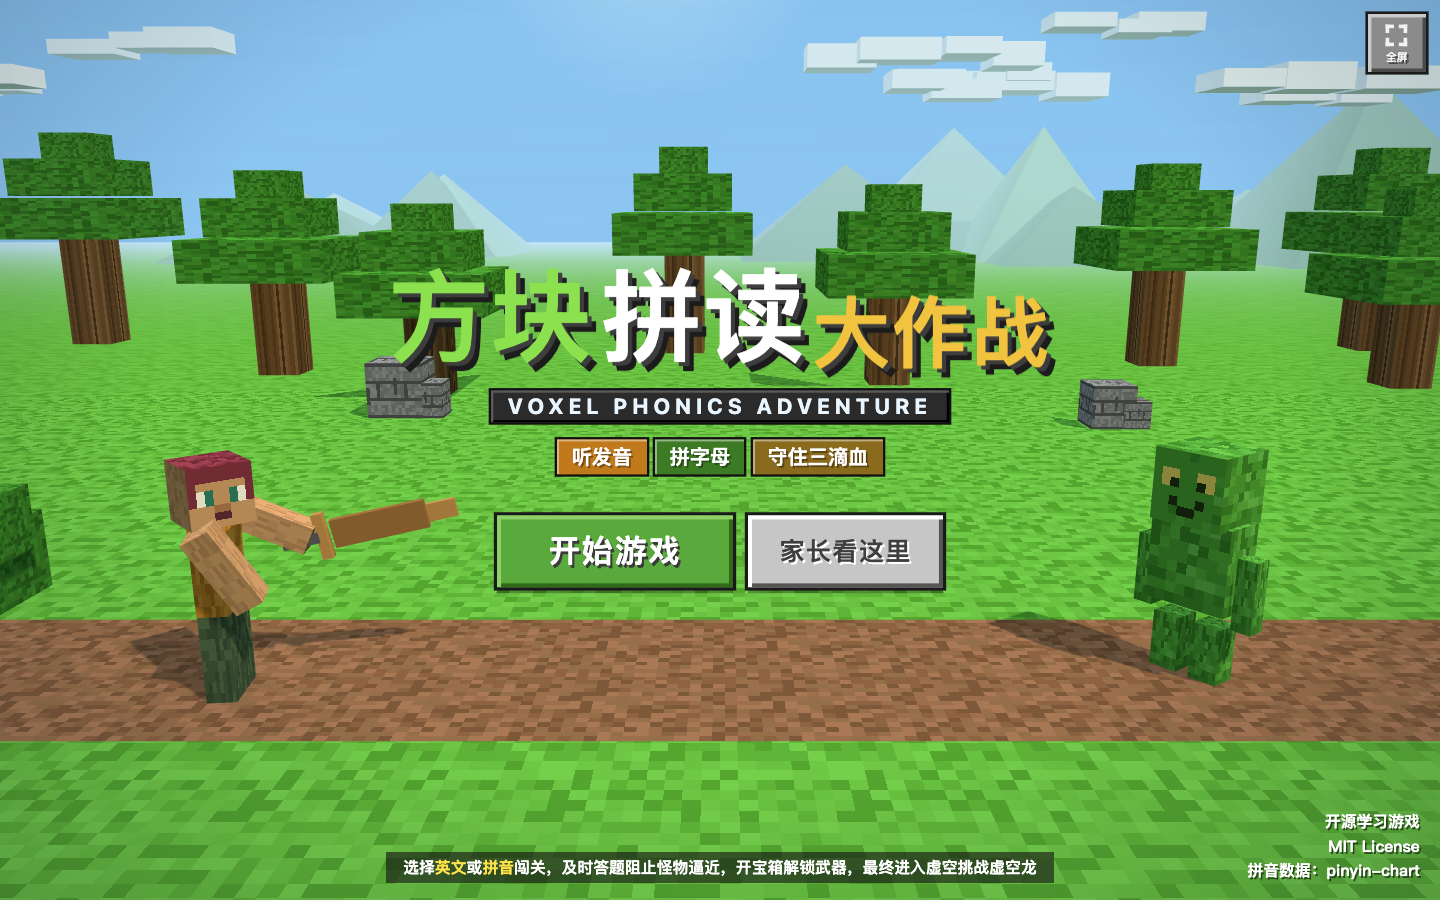 全屏
方块拼读大作战
VOXEL PHONICS ADVENTURE
听发音 拼字母 守住三滴血
开始游戏 家长看这里
开源学习游戏
MIT License
拼音数据：pinyin-chart
选择英文或拼音闯关，及时答题阻止怪物逼近，开宝箱解锁武器，最终进入虚空挑战虚空龙